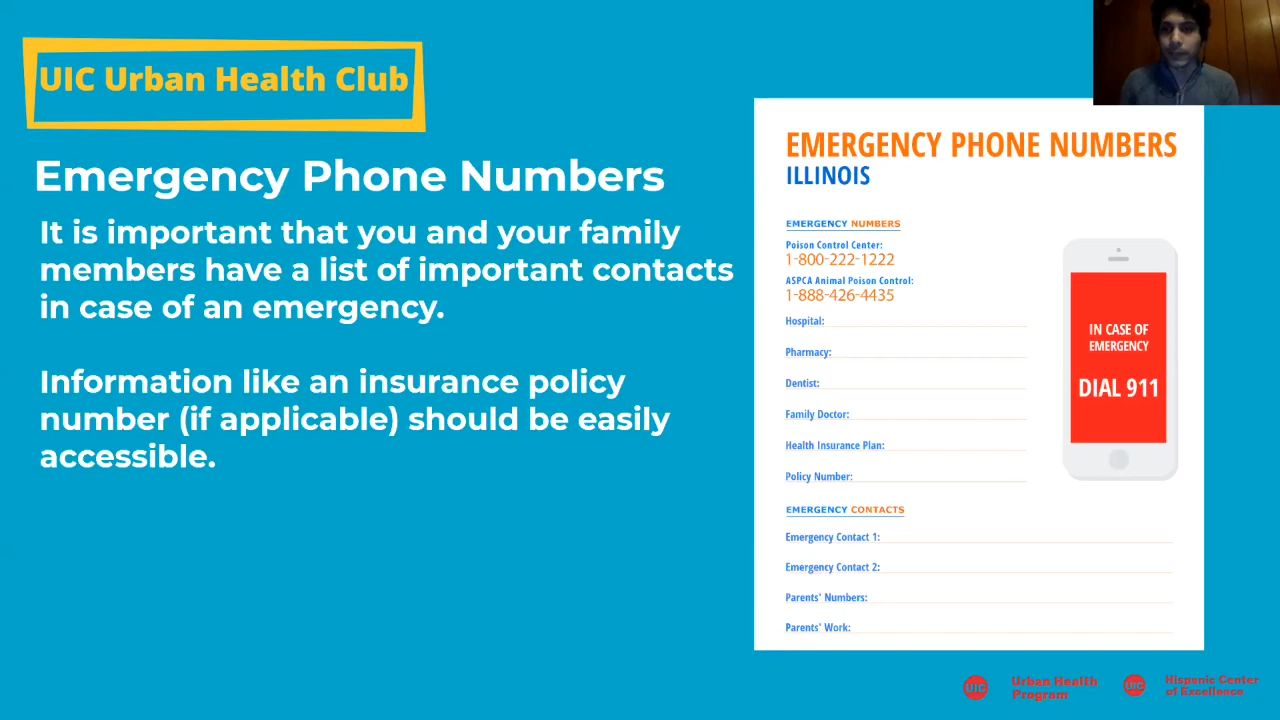 UIC Urban Health Club
Emergency Phone Numbers
It is important that you and your family
members have a list of important contacts
in case of an emergency.
Information like an insurance policy
number (if applicable) should be easily
accessible.
EMERGENCY PHONE NUMBERS
ILLINOIS
EMERGENCY NUMBERS
Poison Control Center:
1-800-222-1222
ASPCA Animal Poison Control:
1-888-426-4435
Hospital:
Pharmacy:
Dentist:
Family Doctor:
Health Insurance Plan:
Policy Number:
IN CASE OF
EMERGENCY
DIAL 911
EMERGENCY CONTACTS
Emergency Contact 1:
Emergency Contact 2:
Parents' Numbers:
Parents' Work:
UIC
Urban Health
Program
UIC
Hispanic Center
of Excellence